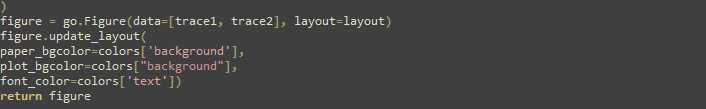 )
figure = go.Figure(data=[trace1, trace2], layout=layout)
figure.update_layout(
paper_bgcolor=colors['background'],
plot_bgcolor=colors["background"],
font_color=colors['text'])
return figure